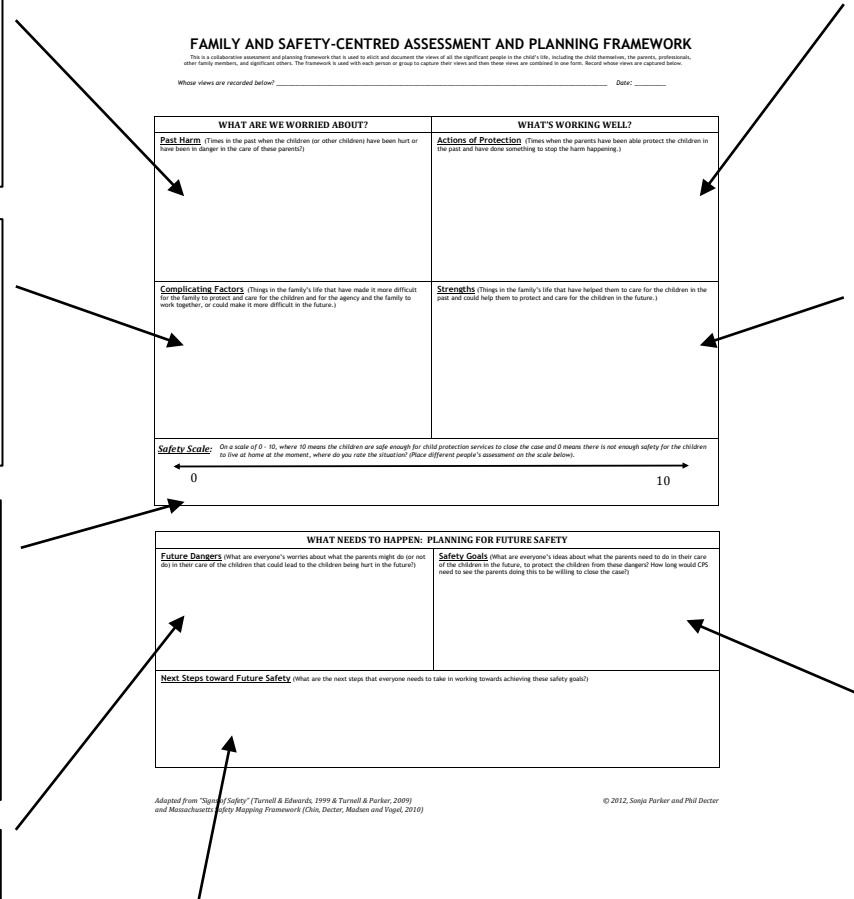 FAMILY AND SAFETY-CENTRED ASSESSMENT AND PLANNING FRAMEWORK
This is a collaborative assessment and planning framework that is used to elicit and document the views of all the significant people in the child's life, including the child themselves, the parents, professionals,
other family members, and significant others. The framework is used with each person or group to capture their views and then these views are combined in one form. Record whose views are captured below.
Whose views are recorded below? ____ Date: ____
WHAT ARE WE WORRIED ABOUT?
WHAT'S WORKING WELL?
Past Harm (Times in the past when the children (or other children) have been hurt or
have been in danger in the care of these parents?)
Actions of Protection (Times when the parents have been able protect the children in
the past and have done something to stop the harm happening.)
Complicating Factors (Things in the family's life that have made it more difficult
for the family to protect and care for the children and for the agency and the family to
work together, or could make it more difficult in the future.)
Strengths (Things in the family's life that have helped them to care for the children in the
past and could help them to protect and care for the children in the future.)
Safety Scale: On a scale of 0 - 10, where 10 means the children are safe enough for child protection services to close the case and 0 means there is not enough safety for the children
to live at home at the moment, where do you rate the situation? (Place different people's assessment on the scale below).
0 10
WHAT NEEDS TO HAPPEN: PLANNING FOR FUTURE SAFETY
Future Dangers (What are everyone's worries about what the parents might do (or not
do) in their care of the children that could lead to the children being hurt in the future?)
Safety Goals (What are everyone's ideas about what the parents need to do in their care
of the children in the future, to protect the children from these dangers? How long would CPS
need to see the parents doing this to be willing to close the case?)
Next Steps toward Future Safety (What are the next steps that everyone needs to take in working towards achieving these safety goals?)
Adapted from "Signs of Safety" (Turnell & Edwards, 1999 & Turnell & Parker, 2009)
and Massachusetts Safety Mapping Framework (Chin, Decter, Madsen and Vogel, 2010)
© 2012, Sonja Parker and Phil Decter